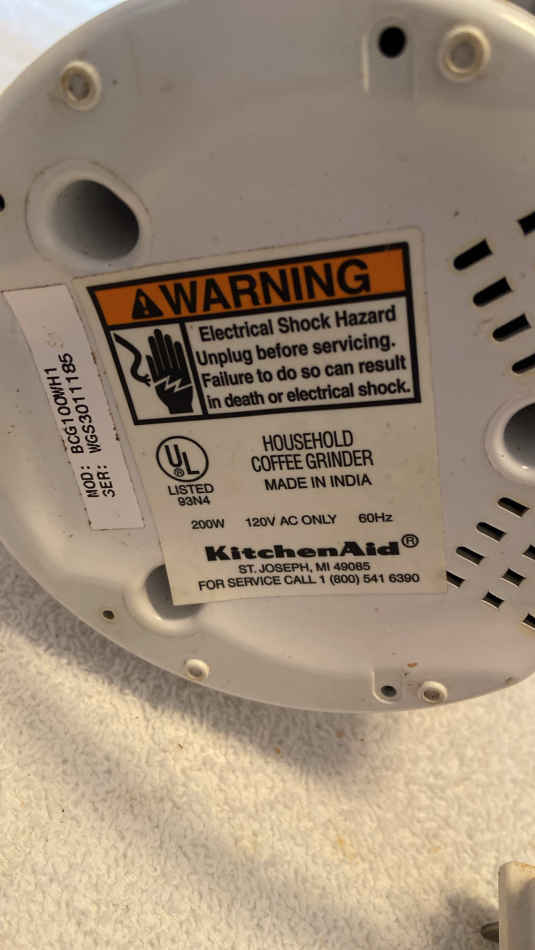 WARNING
Electrical Shock Hazard
Unplug before servicing.
Failure to do so can result
in death or electrical shock.
MOD: BCG100WH1
SER: WGS3011185
UL®
LISTED
93N4
HOUSEHOLD
COFFEE GRINDER
MADE IN INDIA
200W 120V AC ONLY 60Hz
KitchenAid®
ST. JOSEPH, MI 49085
FOR SERVICE CALL 1 (800) 541 6390